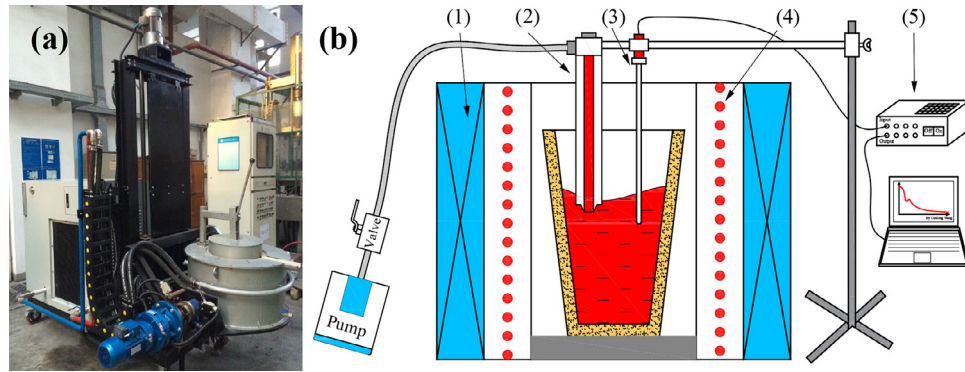 (a)
(b)
(1)
(2)
(3)
(4)
(5)
Valve
Pump
Input
Output
Off
On